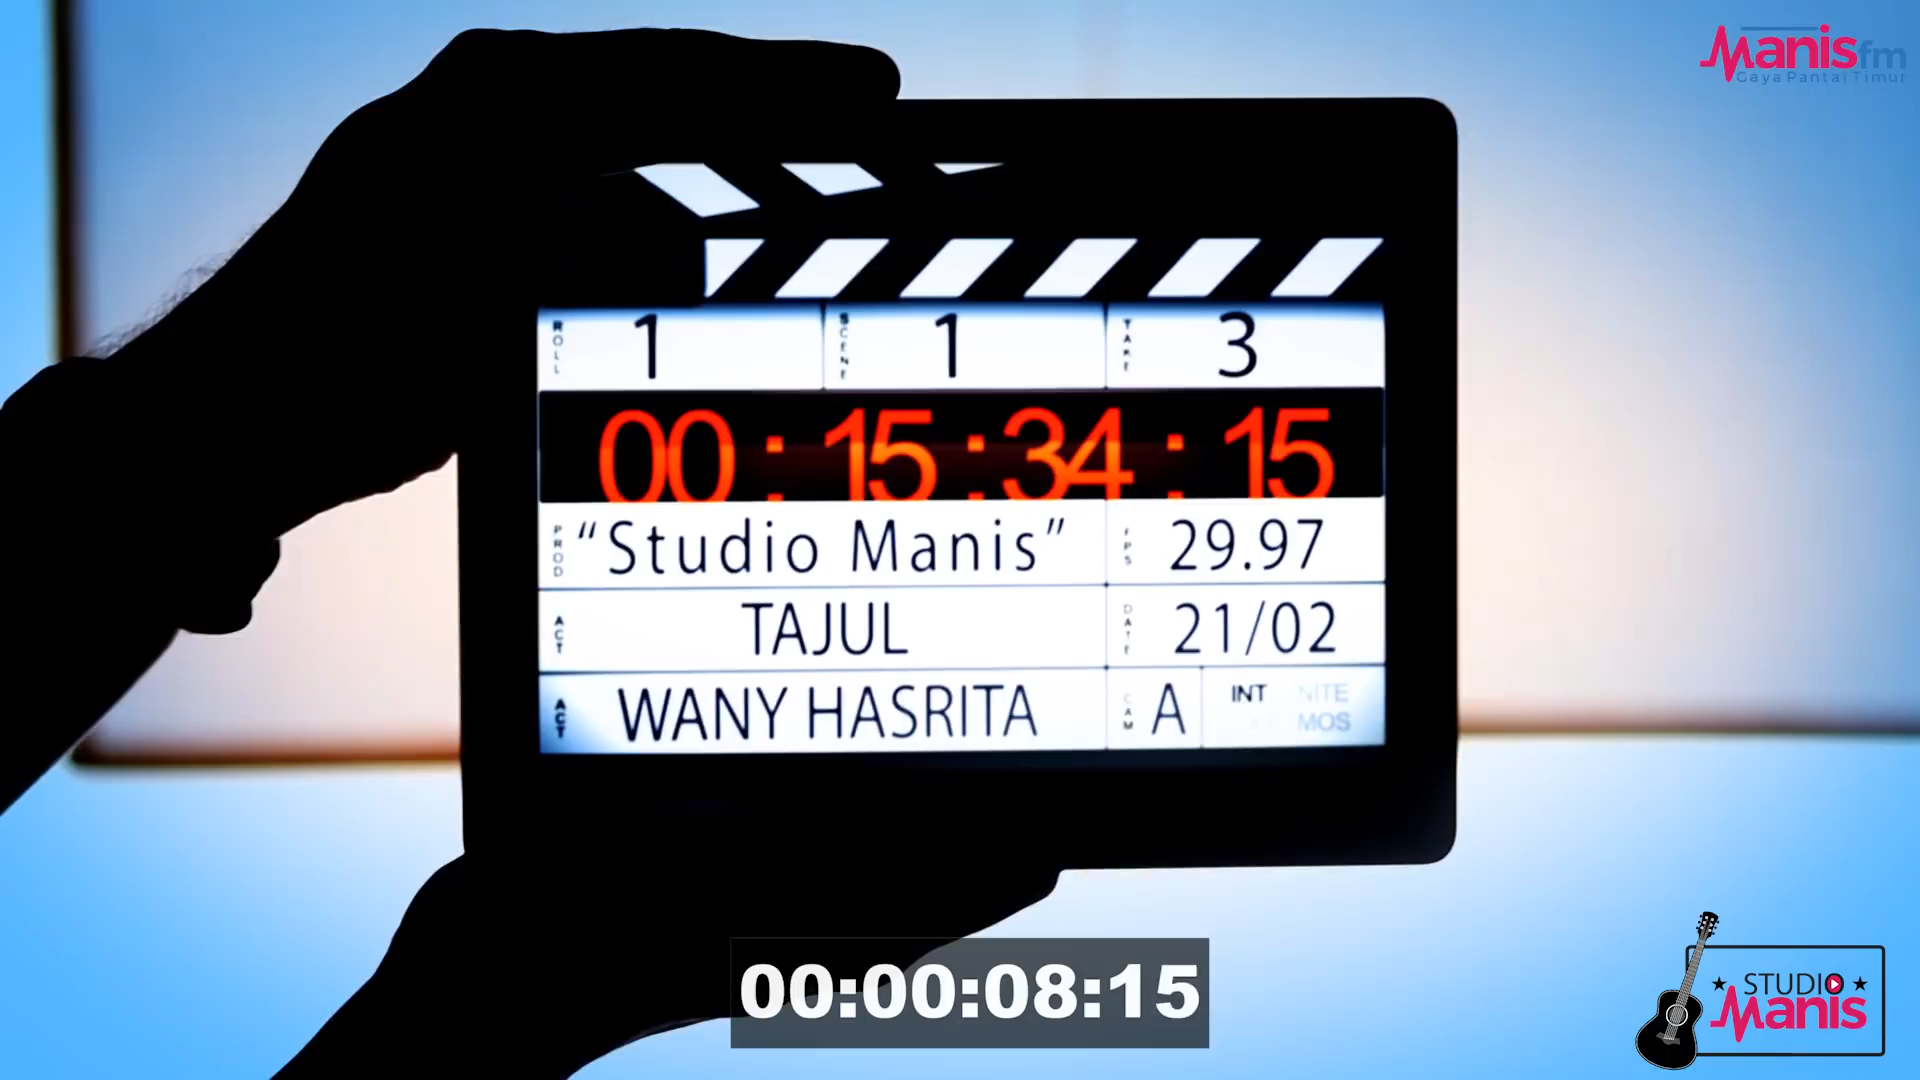 Manis fm
Gaya Pantai Timur
ROLL 1 SCENE 1 TAKE 3
00 : 15 : 34 : 15
PROD “Studio Manis” FPS 29.97
ACT TAJUL DATE 21/02
ACT WANY HASRITA CAM A INT NITE
MOS
00:00:08:15
STUDIO
Manis